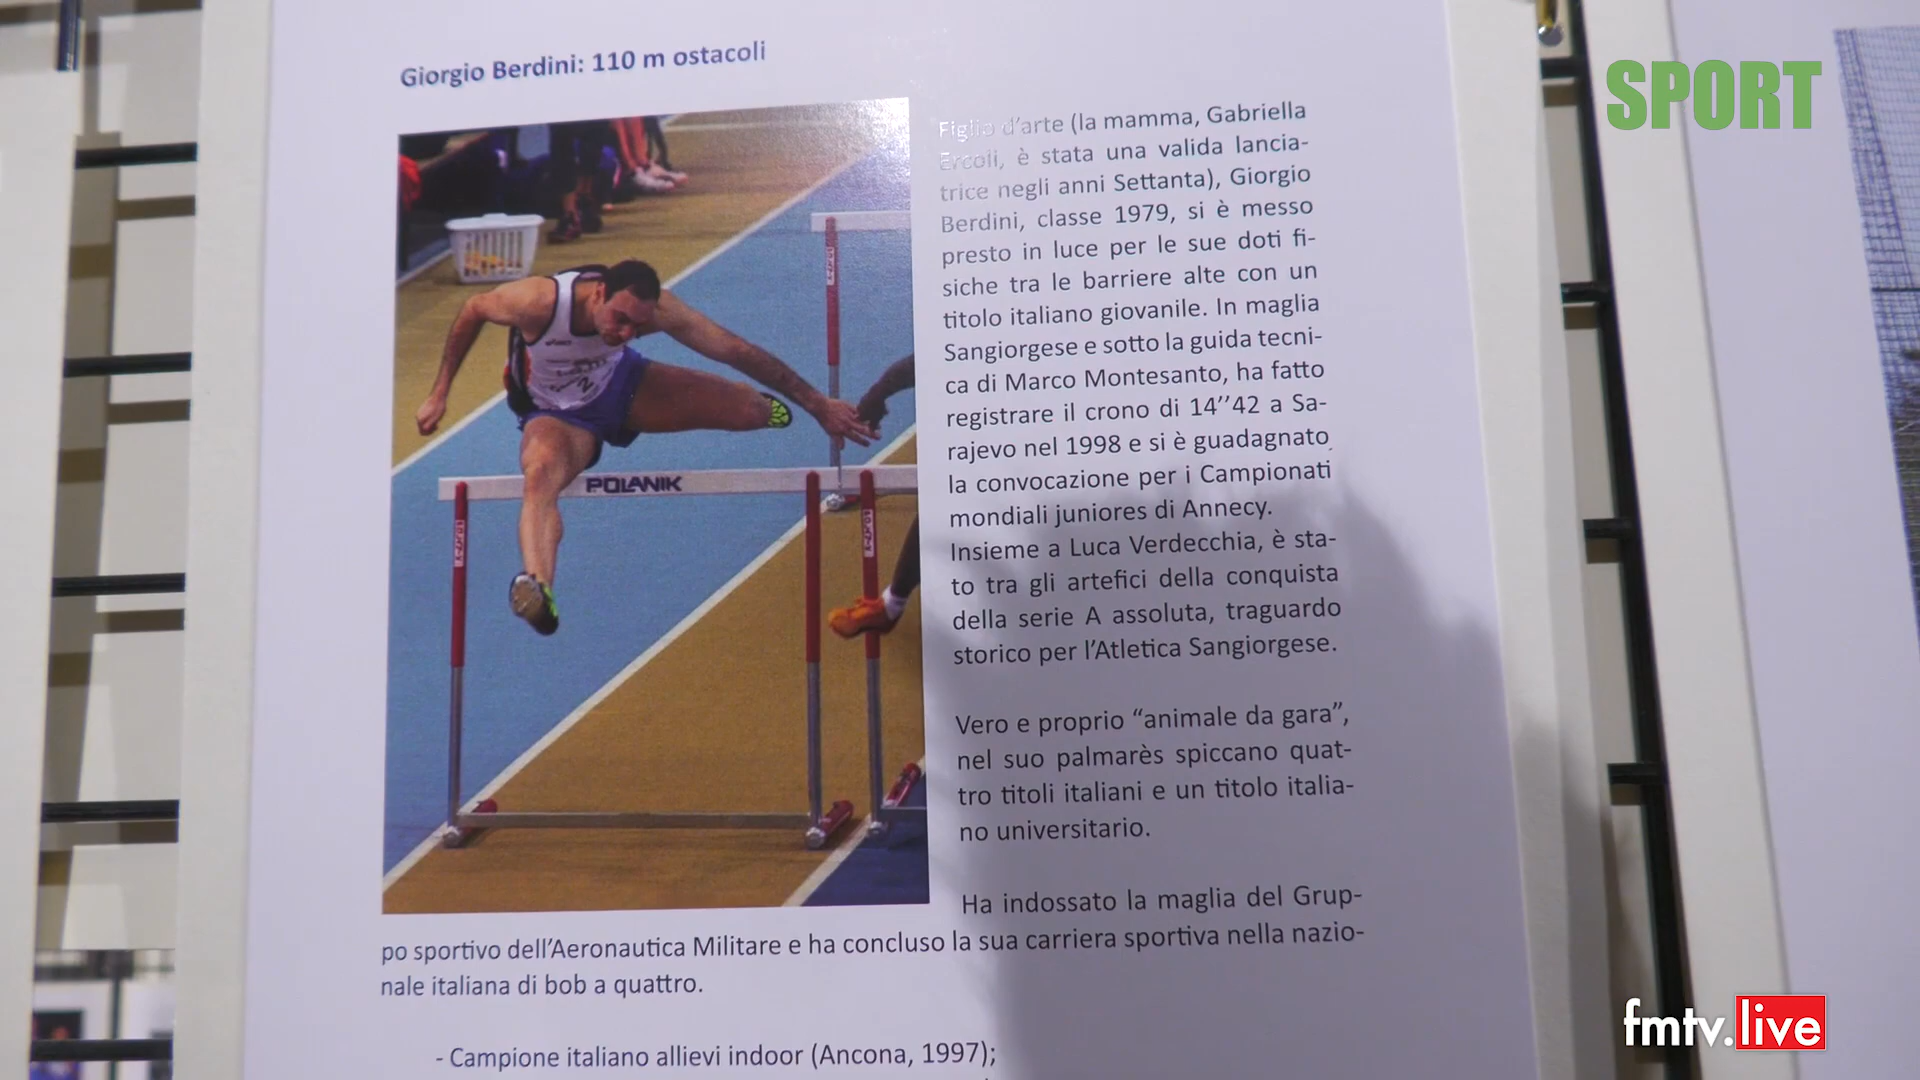 SPORT
Giorgio Berdini: 110 m ostacoli
Figlio d'arte (la mamma, Gabriella
Ercoli, è stata una valida lancia-
trice negli anni Settanta), Giorgio
Berdini, classe 1979, si è messo
presto in luce per le sue doti fi-
siche tra le barriere alte con un
titolo italiano giovanile. In maglia
Sangiorgese e sotto la guida tecni-
ca di Marco Montesanto, ha fatto
registrare il crono di 14’’42 a Sa-
rajevo nel 1998 e si è guadagnato
la convocazione per i Campionati
mondiali juniores di Annecy.
Insieme a Luca Verdecchia, è sta-
to tra gli artefici della conquista
della serie A assoluta, traguardo
storico per l’Atletica Sangiorgese.
Vero e proprio “animale da gara”,
nel suo palmarès spiccano quat-
tro titoli italiani e un titolo italia-
no universitario.
Ha indossato la maglia del Grup-
po sportivo dell’Aeronautica Militare e ha concluso la sua carriera sportiva nella nazio-
nale italiana di bob a quattro.
- Campione italiano allievi indoor (Ancona, 1997);
POLANIK
2
fmtv.live